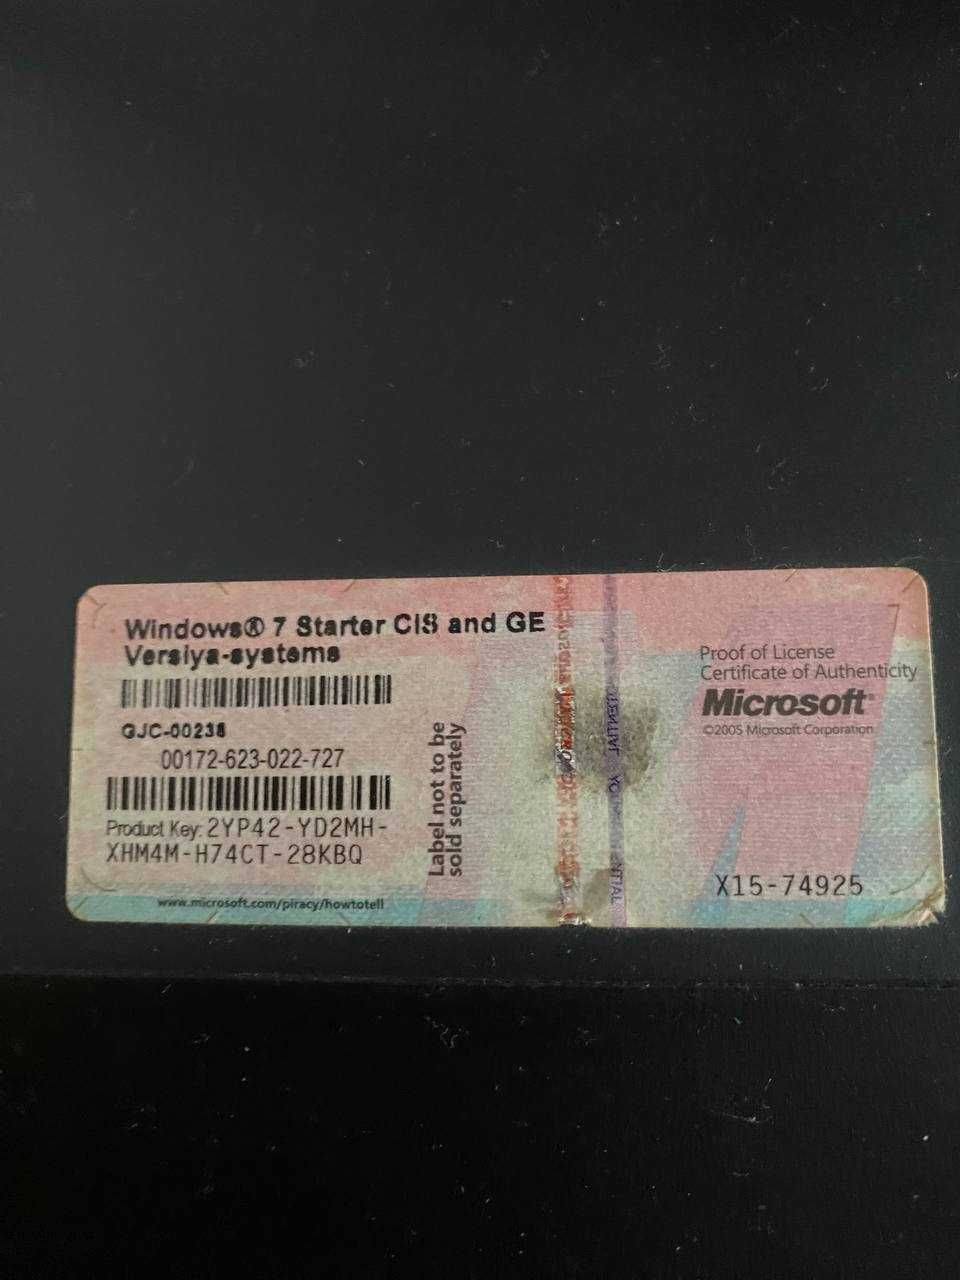 Windows® 7 Starter CIS and GE
Versiya-systems
GJC-00238
00172-623-022-727
Product Key: 2YP42-YD2MH-
XHM4M-H74CT-28KBQ
www.microsoft.com/piracy/howtotell
Label not to be
sold separately
Proof of License
Certificate of Authenticity
Microsoft®
©2005 Microsoft Corporation
X15-74925